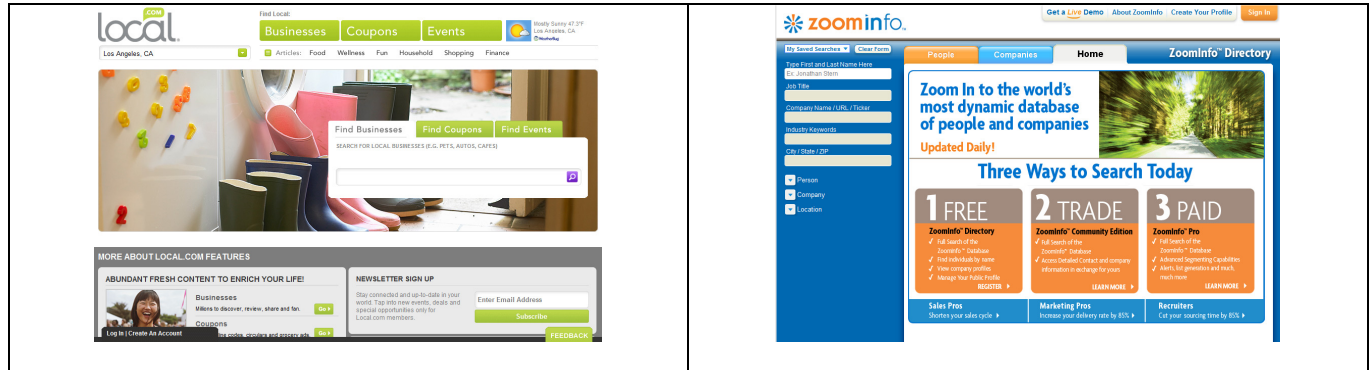 .COM
local.
Find Local:
Businesses Coupons Events
Mostly Sunny 47.3°F
Los Angeles, CA
WeatherBug
Los Angeles, CA
Articles: Food Wellness Fun Household Shopping Finance
Find Businesses Find Coupons Find Events
SEARCH FOR LOCAL BUSINESSES (E.G. PETS, AUTOS, CAFES)
MORE ABOUT LOCAL.COM FEATURES
ABUNDANT FRESH CONTENT TO ENRICH YOUR LIFE!
Businesses
Millions to discover, review, share and fan.
Go
Coupons
codes, circulars and grocery ads.
Go
Log In | Create An Account
NEWSLETTER SIGN UP
Stay connected and up-to-date in your
world. Tap into new events, deals and
special opportunities only for
Local.com members.
Enter Email Address
Subscribe
FEEDBACK
zoominfo
Get a Live Demo About ZoomInfo Create Your Profile Sign In
My Saved Searches Clear Form
People Companies Home
ZoomInfo™ Directory
Type First and Last Name Here
Ex: Jonathan Stern
Job Title
Company Name / URL / Ticker
Industry Keywords
City / State / ZIP
Person
Company
Location
Zoom In to the world's
most dynamic database
of people and companies
Updated Daily!
Three Ways to Search Today
1 FREE
ZoomInfo™ Directory
✓ Full Search of the
ZoomInfo™ Database
✓ Find individuals by name
✓ View company profiles
✓ Manage Your Public Profile
REGISTER
2 TRADE
ZoomInfo™ Community Edition
✓ Full Search of the
ZoomInfo™ Database
✓ Access Detailed Contact and company
information in exchange for yours
LEARN MORE
3 PAID
ZoomInfo™ Pro
✓ Full Search of the
ZoomInfo™ Database
✓ Advanced Segmenting Capabilities
✓ Alerts, list generation and much,
much more
LEARN MORE
Sales Pros
Shorten your sales cycle
Marketing Pros
Increase your delivery rate by 85%
Recruiters
Cut your sourcing time by 85%